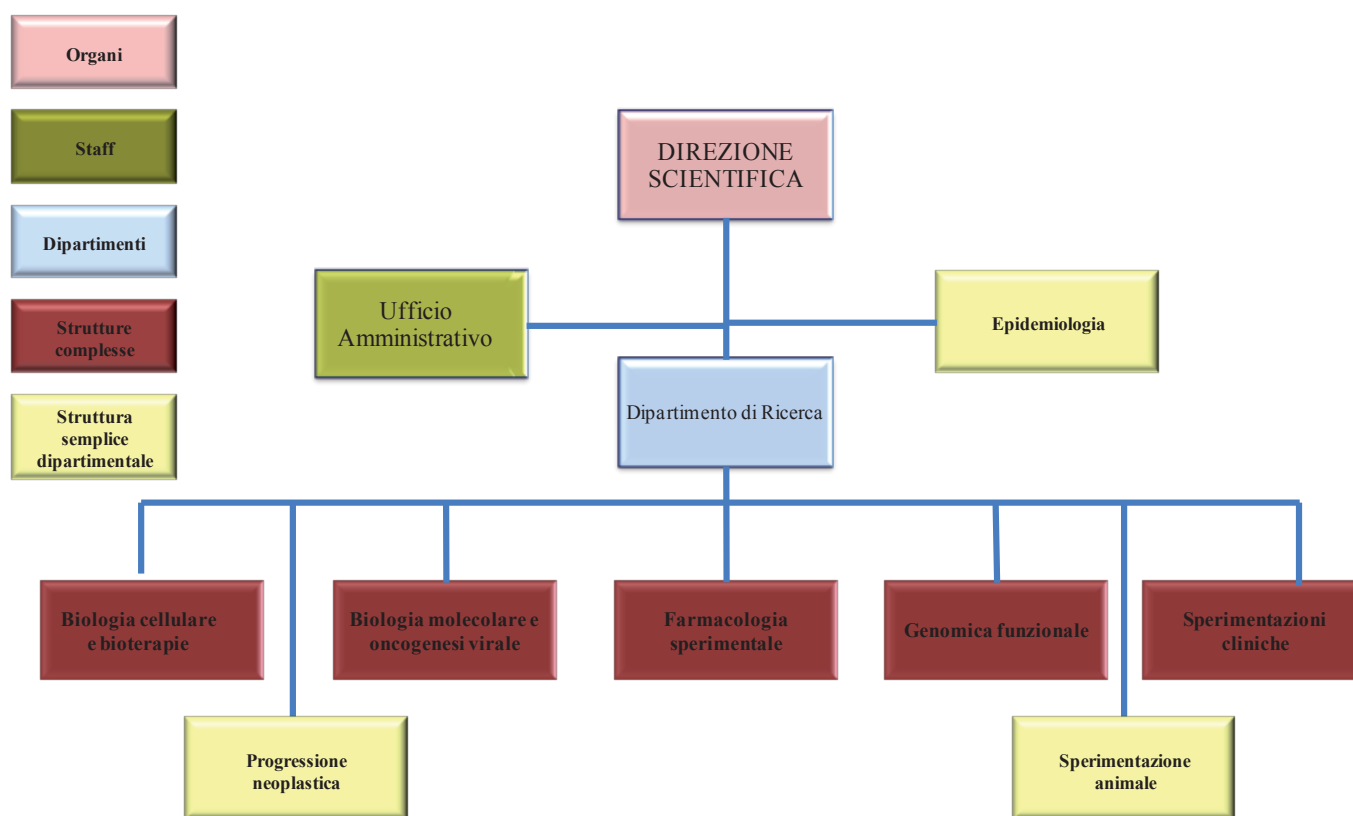 Organi
Staff
Dipartimenti
Strutture
complesse
Struttura
semplice
dipartimentale
DIREZIONE
SCIENTIFICA
Ufficio
Amministrativo
Epidemiologia
Dipartimento di Ricerca
Biologia cellulare
e bioterapie
Biologia molecolare e
oncogenesi virale
Farmacologia
sperimentale
Genomica funzionale
Sperimentazioni
cliniche
Progressione
neoplastica
Sperimentazione
animale